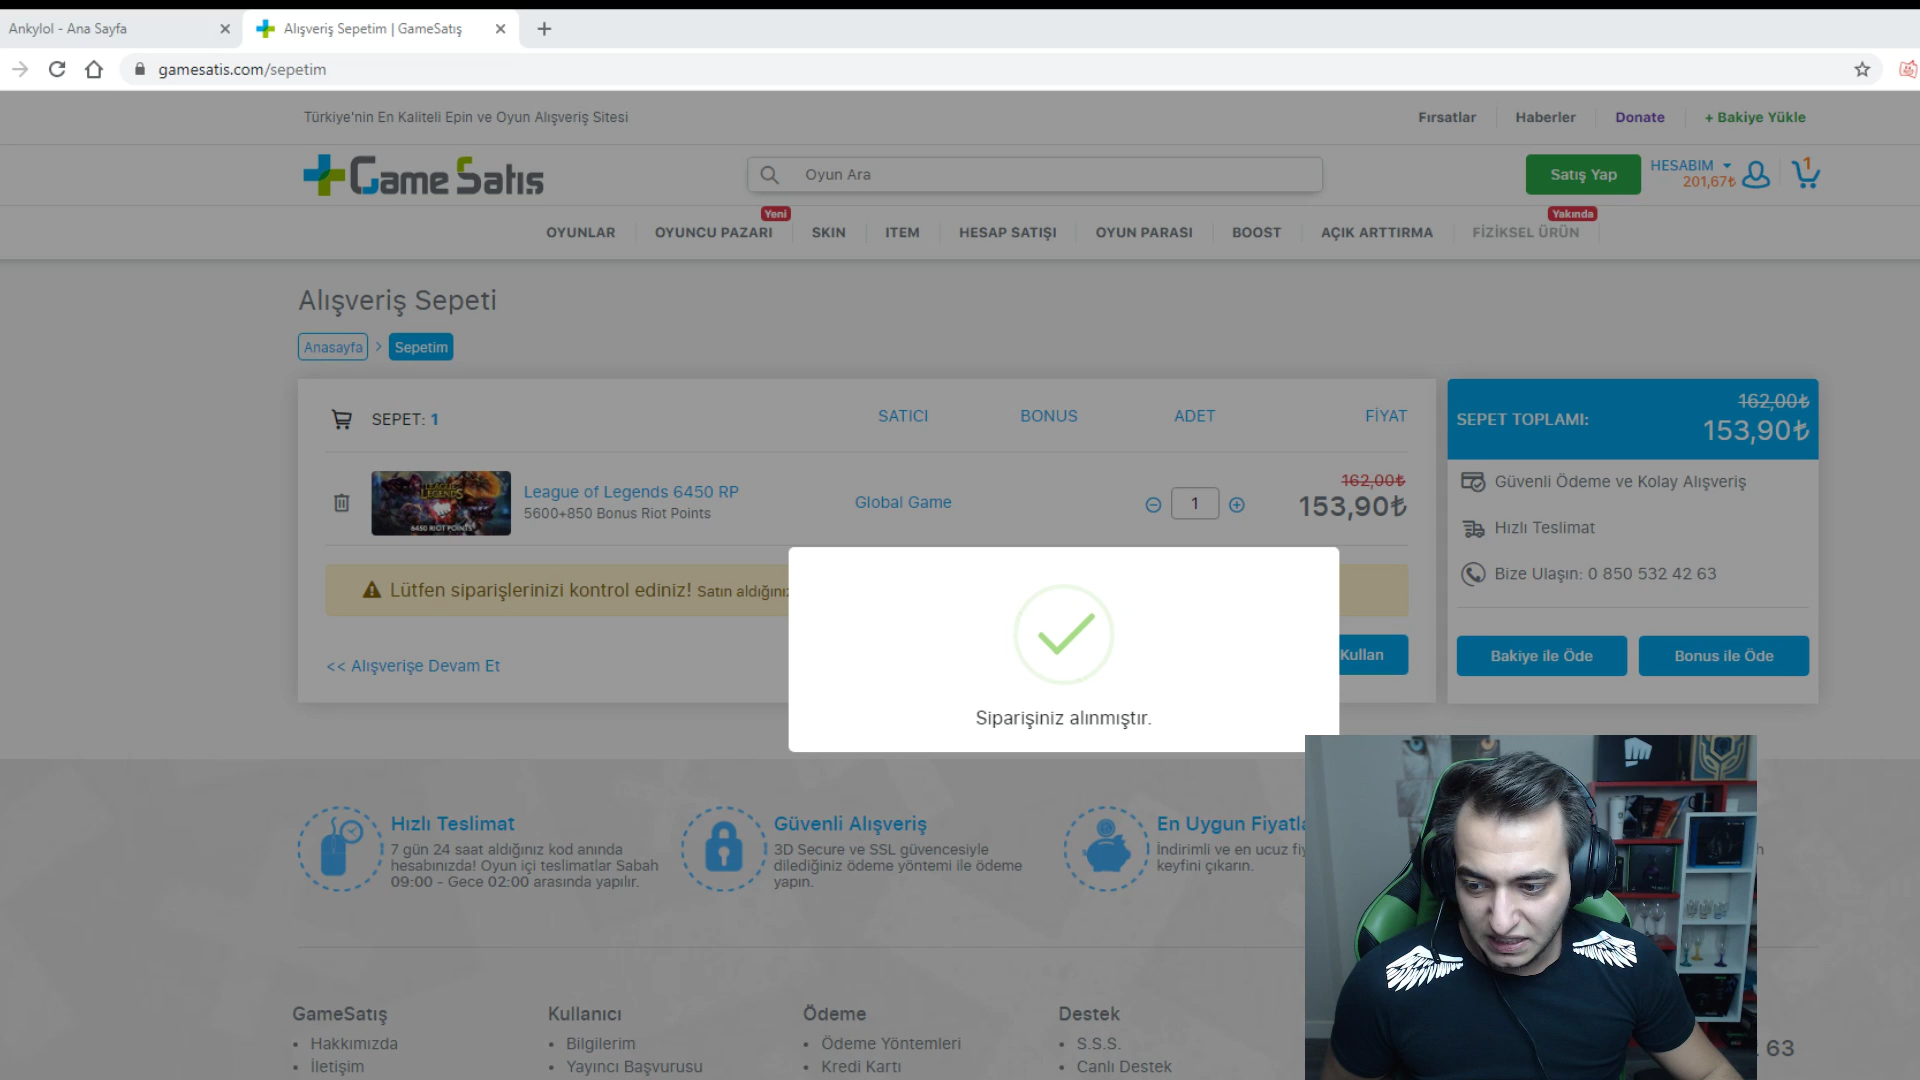 Ankylol - Ana Sayfa
Alışveriş Sepetim | GameSatış
gamesatis.com/sepetim
Türkiye'nin En Kaliteli Epin ve Oyun Alışveriş Sitesi
Fırsatlar
Haberler
Donate
+ Bakiye Yükle
Game Satış
Oyun Ara
Satış Yap
HESABIM
201,67₺
1
Yeni
Yakında
OYUNLAR
OYUNCU PAZARI
SKIN
ITEM
HESAP SATIŞI
OYUN PARASI
BOOST
AÇIK ARTTIRMA
FİZİKSEL ÜRÜN
Alışveriş Sepeti
Anasayfa > Sepetim
SEPET: 1
SATICI
BONUS
ADET
FİYAT
League of Legends 6450 RP
5600+850 Bonus Riot Points
LEAGUE LEGENDS
6450 RIOT POINTS
Global Game
1
162,00₺
153,90₺
SEPET TOPLAMI:
162,00₺
153,90₺
Güvenli Ödeme ve Kolay Alışveriş
Hızlı Teslimat
Bize Ulaşın: 0 850 532 42 63
Bakiye ile Öde
Bonus ile Öde
Lütfen siparişlerinizi kontrol ediniz! Satın aldığını
<< Alışverişe Devam Et
Kullan
Siparişiniz alınmıştır.
Hızlı Teslimat
7 gün 24 saat aldığınız kod anında
hesabınızda! Oyun içi teslimatlar Sabah
09:00 - Gece 02:00 arasında yapılır.
Güvenli Alışveriş
3D Secure ve SSL güvencesiyle
dilediğiniz ödeme yöntemi ile ödeme
yapın.
En Uygun Fiyatla
İndirimli ve en ucuz fiy
keyfini çıkarın.
GameSatış
• Hakkımızda
• İletişim
Kullanıcı
• Bilgilerim
• Yayıncı Başvurusu
Ödeme
• Ödeme Yöntemleri
• Kredi Kartı
Destek
• S.S.S.
• Canlı Destek
63